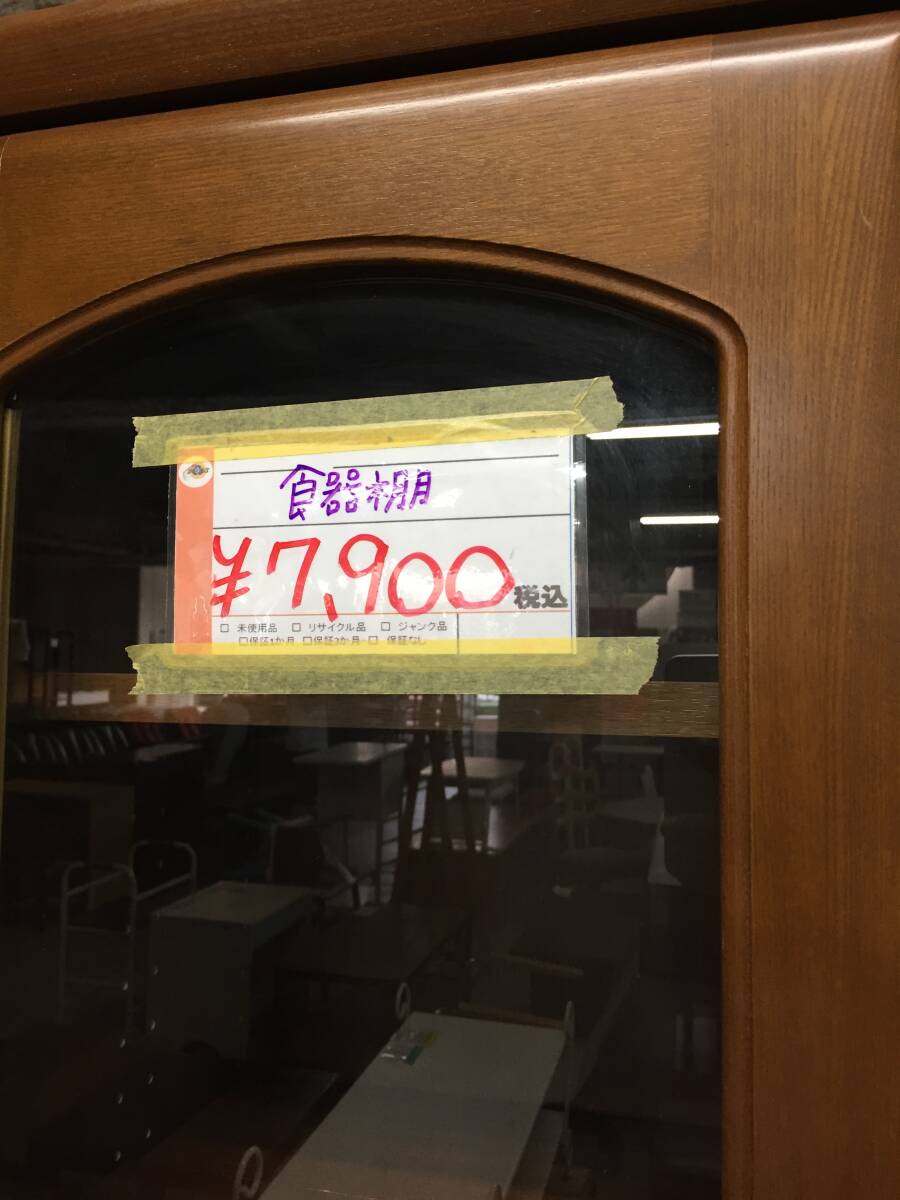 食器棚
¥7,900 税込
□ 未使用品 □ リサイクル品 □ ジャンク品
□保証1か月 □保証3か月 □ 保証なし